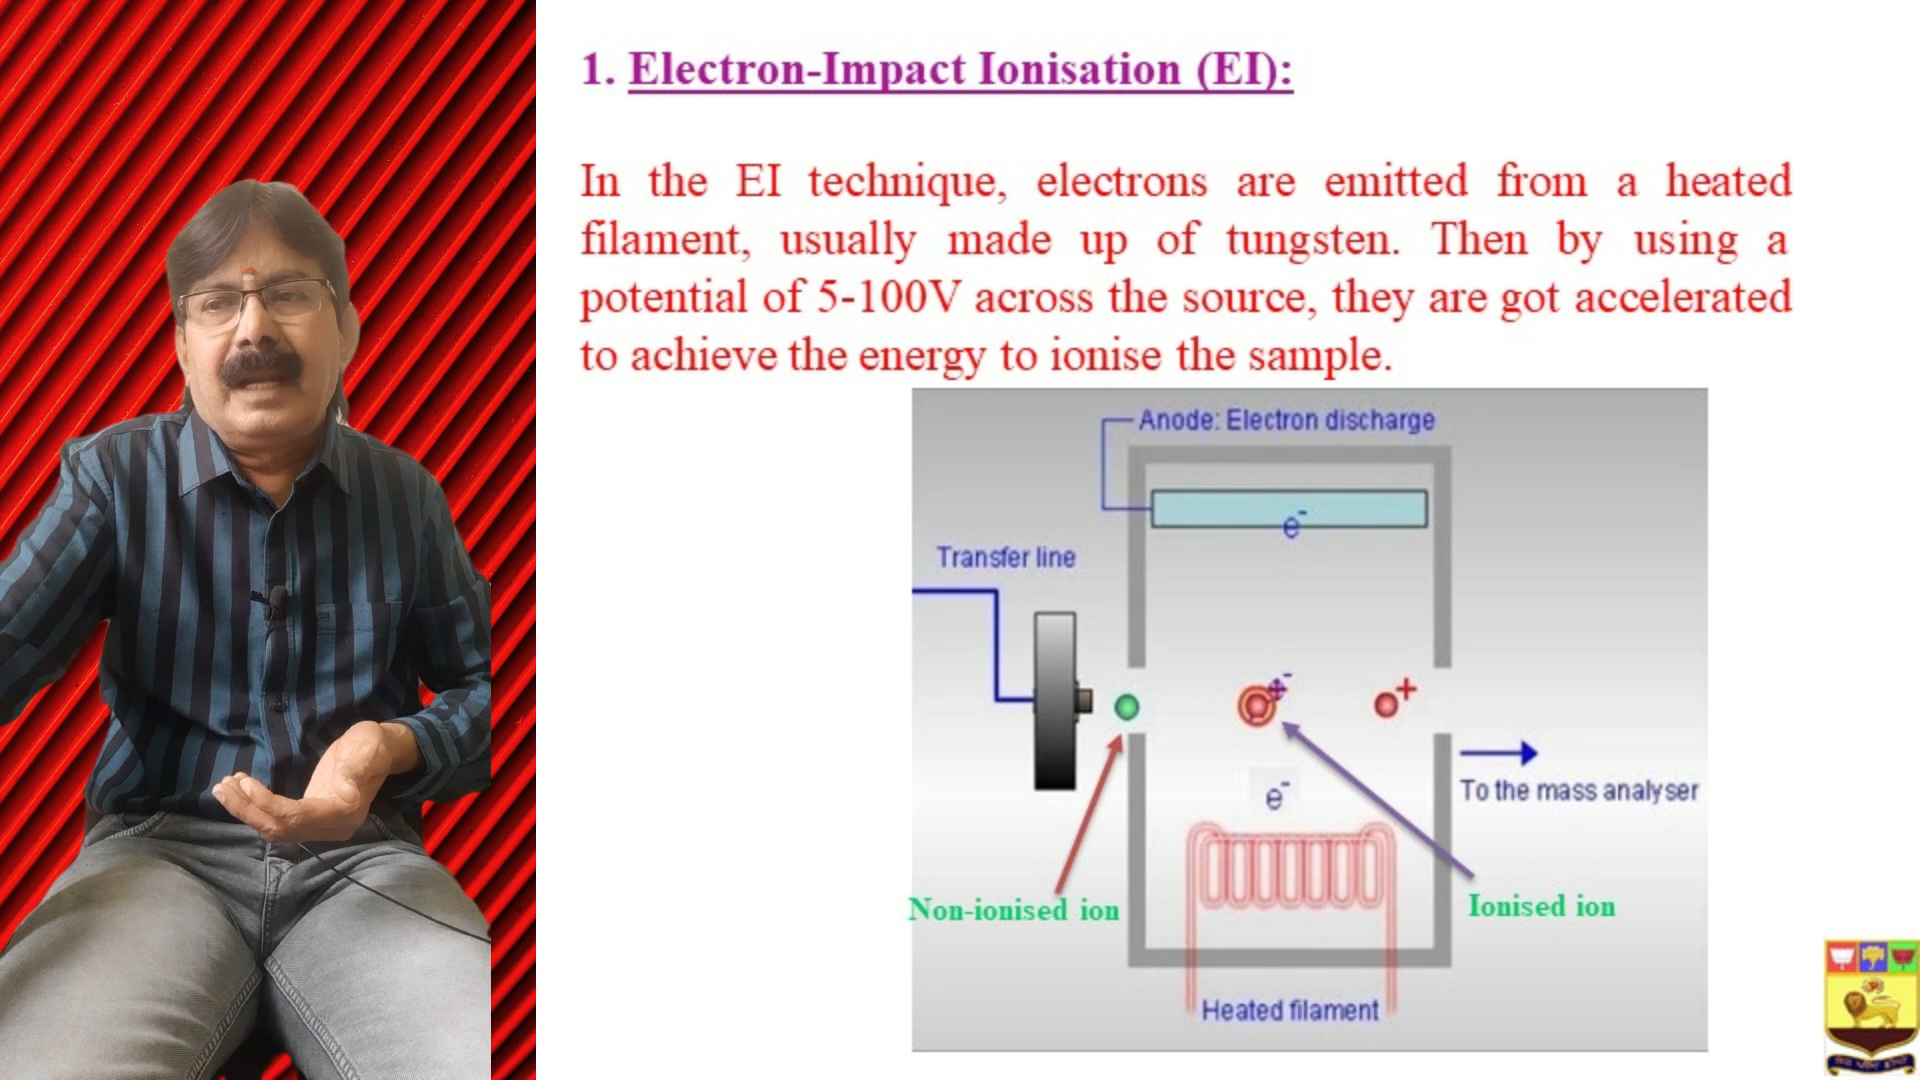 1. Electron-Impact Ionisation (EI):
In the EI technique, electrons are emitted from a heated
filament, usually made up of tungsten. Then by using a
potential of 5-100V across the source, they are got accelerated
to achieve the energy to ionise the sample.
Anode: Electron discharge
e-
Transfer line
e-
+
To the mass analyser
e-
Non-ionised ion
Ionised ion
Heated filament